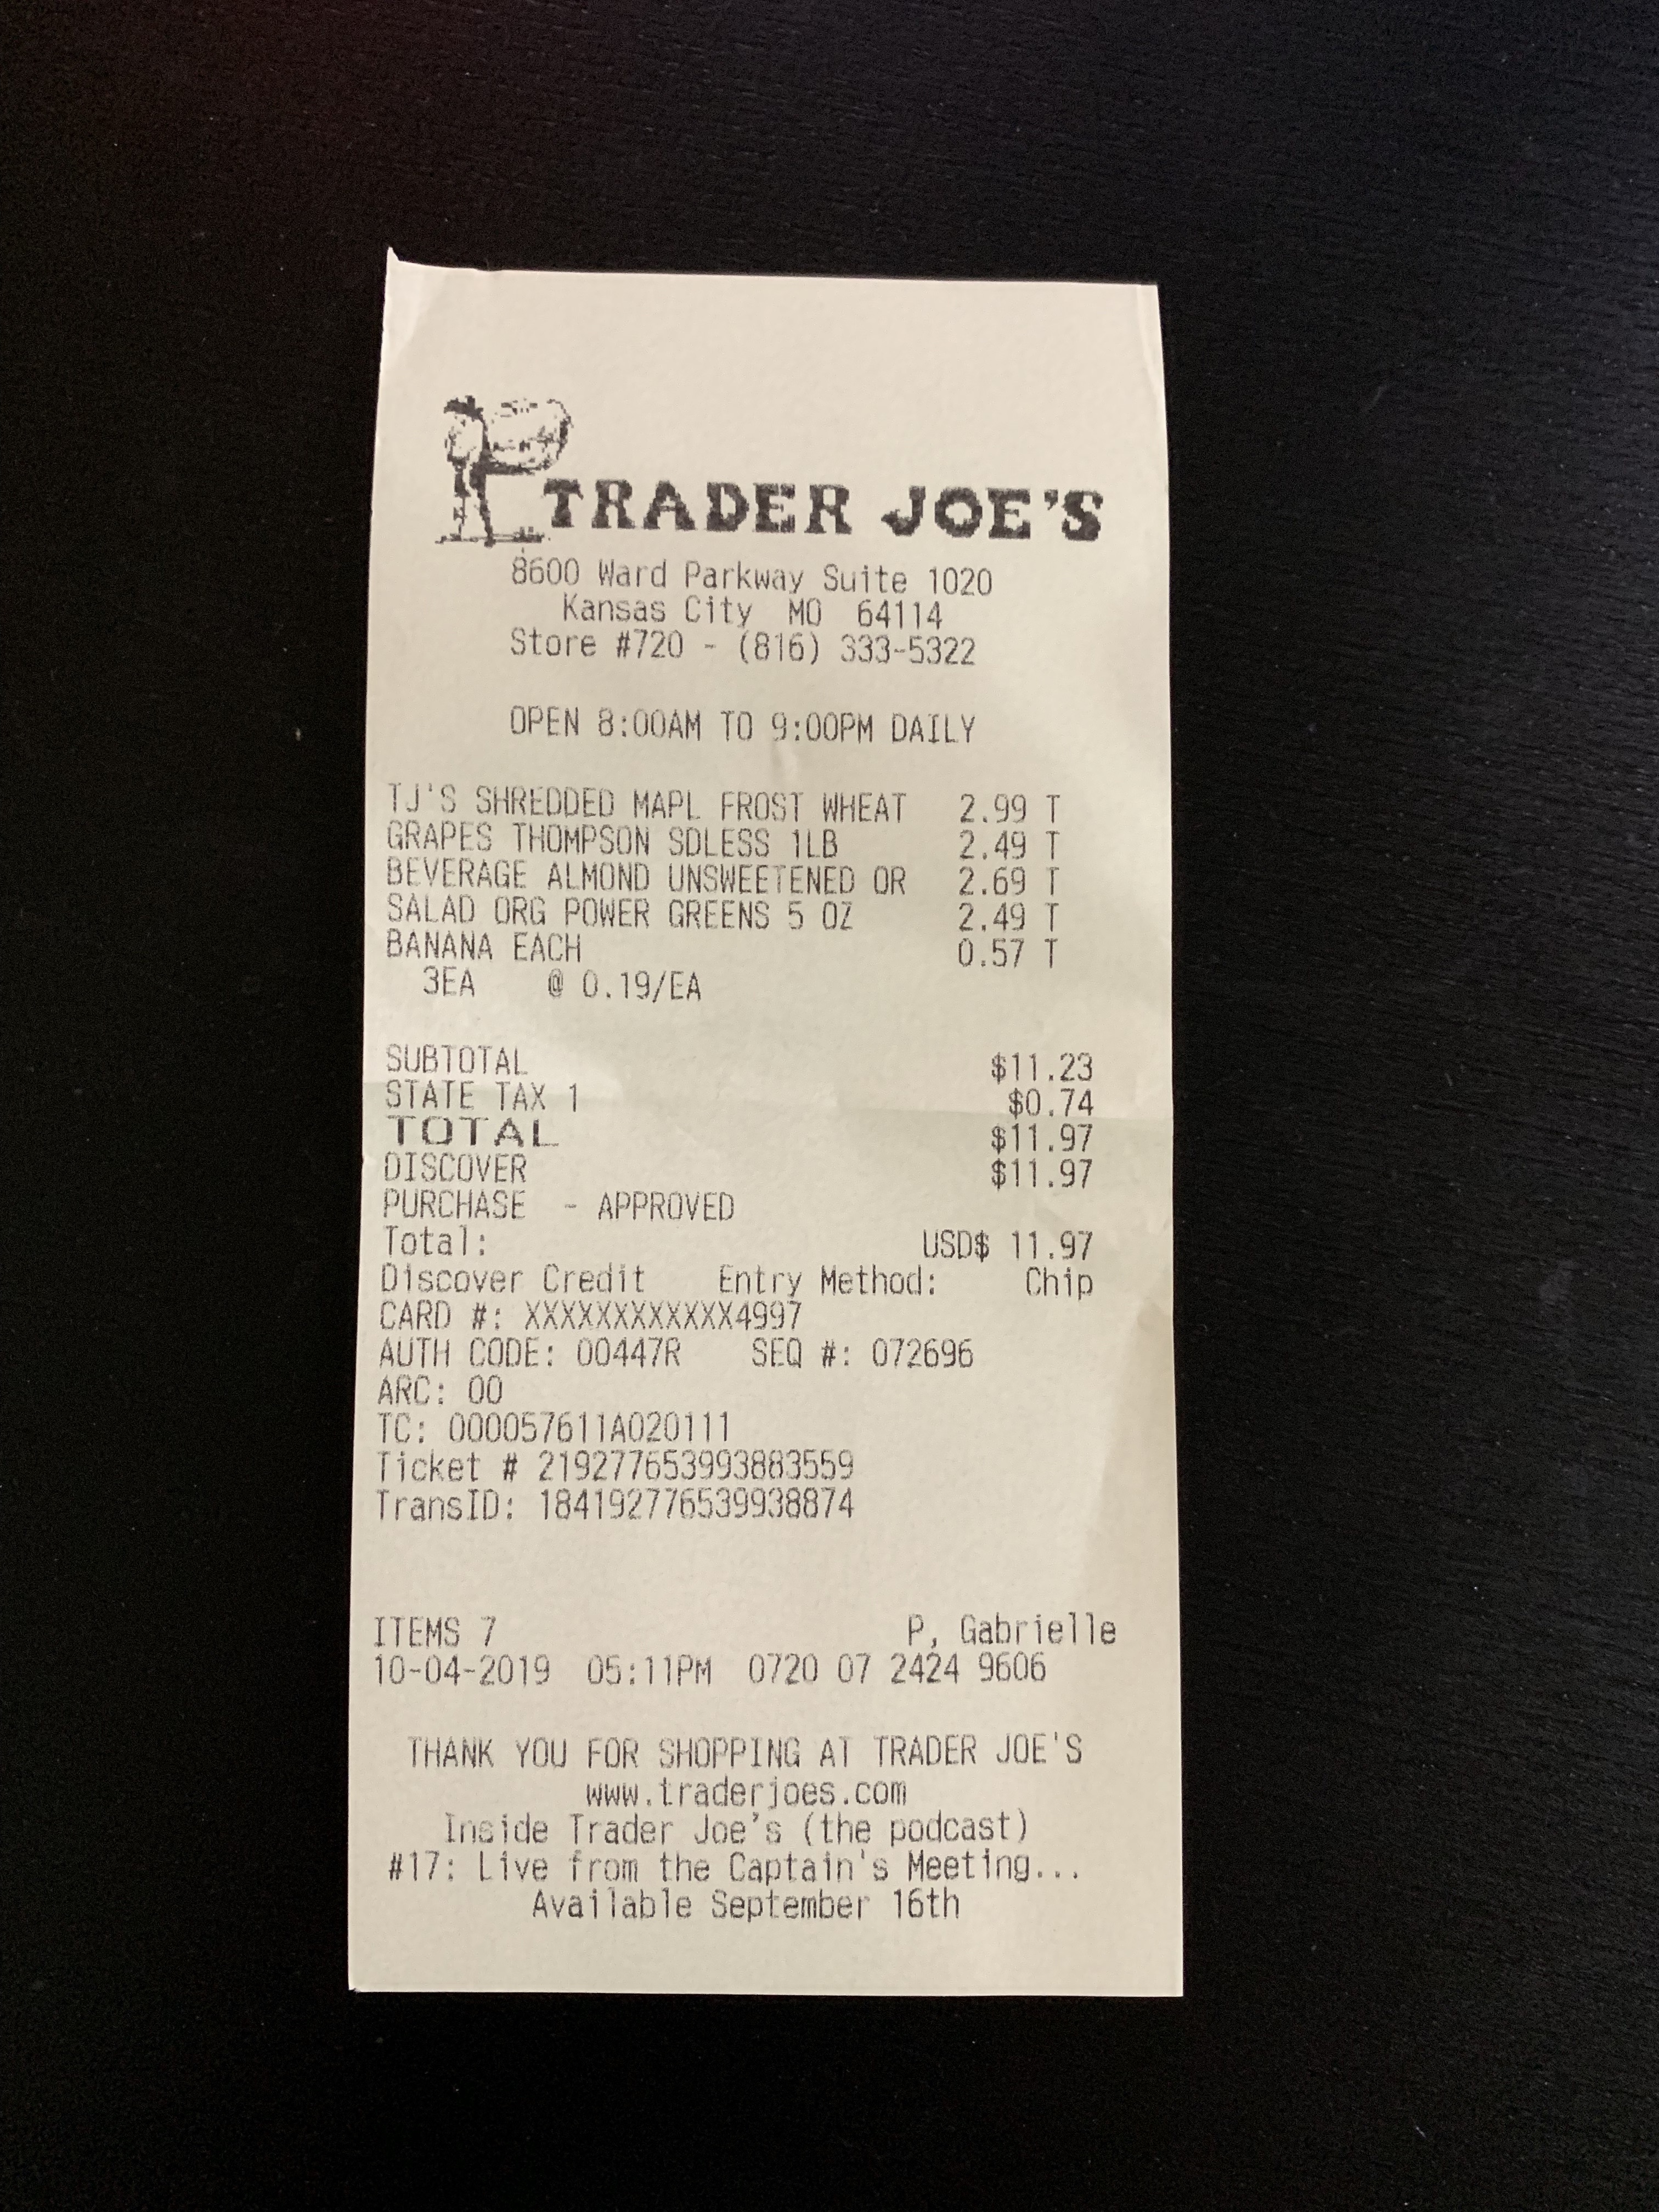 TRADER JOE'S
8600 Ward Parkway Suite 1020
Kansas City MO 64114
Store #720 - (816) 333-5322
OPEN 8:00AM TO 9:00PM DAILY
TJ'S SHREDDED MAPL FROST WHEAT 2.99 T
GRAPES THOMPSON SDLESS 1LB 2.49 T
BEVERAGE ALMOND UNSWEETENED OR 2.69 T
SALAD ORG POWER GREENS 5 OZ 2.49 T
BANANA EACH 0.57 T
3EA @ 0.19/EA
SUBTOTAL $11.23
STATE TAX 1 $0.74
TOTAL $11.97
DISCOVER $11.97
PURCHASE - APPROVED
Total: USD$ 11.97
Discover Credit Entry Method: Chip
CARD #: XXXXXXXXXXXX4997
AUTH CODE: 00447R SEQ #: 072696
ARC: 00
TC: 000057611A020111
Ticket # 219277653993883559
TransID: 184192776539938874
ITEMS 7 P, Gabrielle
10-04-2019 05:11PM 0720 07 2424 9606
THANK YOU FOR SHOPPING AT TRADER JOE'S
www.traderjoes.com
Inside Trader Joe's (the podcast)
#17: Live from the Captain's Meeting...
Available September 16th